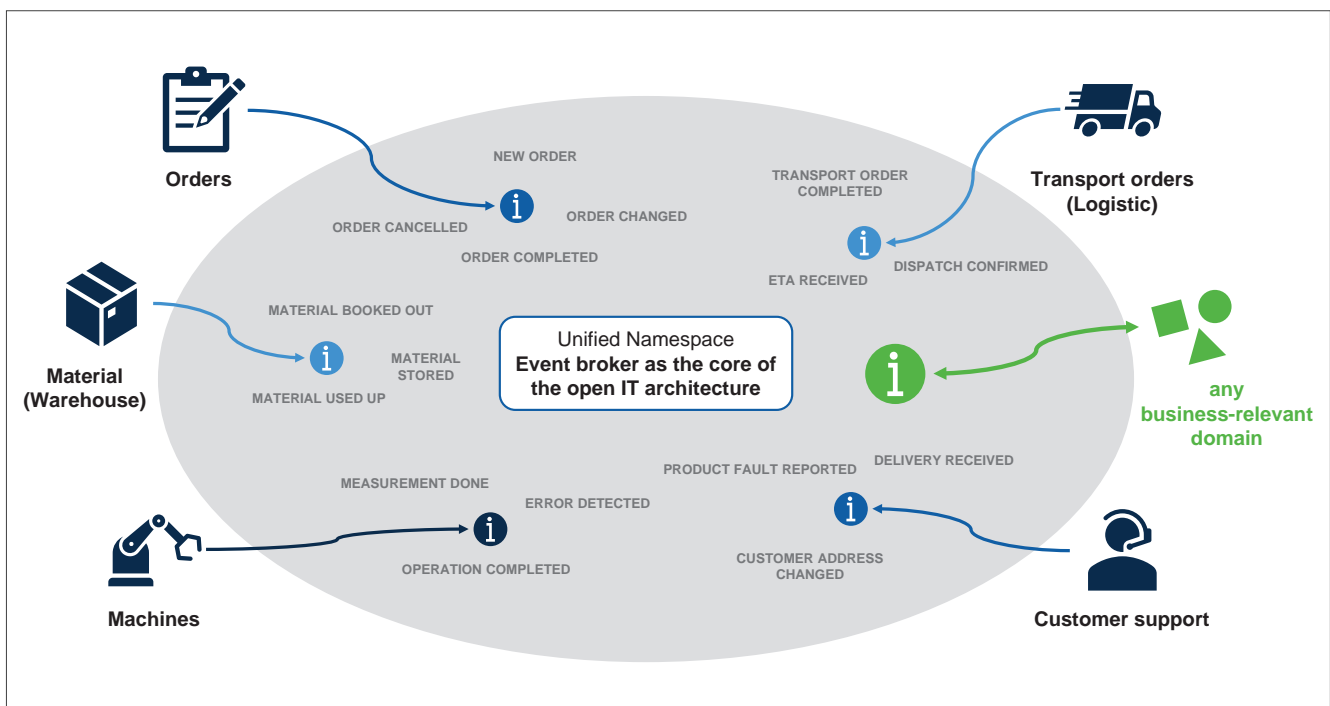 Orders
NEW ORDER
ORDER CANCELLED
ORDER CHANGED
ORDER COMPLETED
TRANSPORT ORDER
COMPLETED
ETA RECEIVED
DISPATCH CONFIRMED
Transport orders
(Logistic)
Material
(Warehouse)
MATERIAL BOOKED OUT
MATERIAL
STORED
MATERIAL USED UP
Unified Namespace
Event broker as the core of
the open IT architecture
any
business-relevant
domain
Machines
MEASUREMENT DONE
ERROR DETECTED
OPERATION COMPLETED
PRODUCT FAULT REPORTED
DELIVERY RECEIVED
CUSTOMER ADDRESS
CHANGED
Customer support